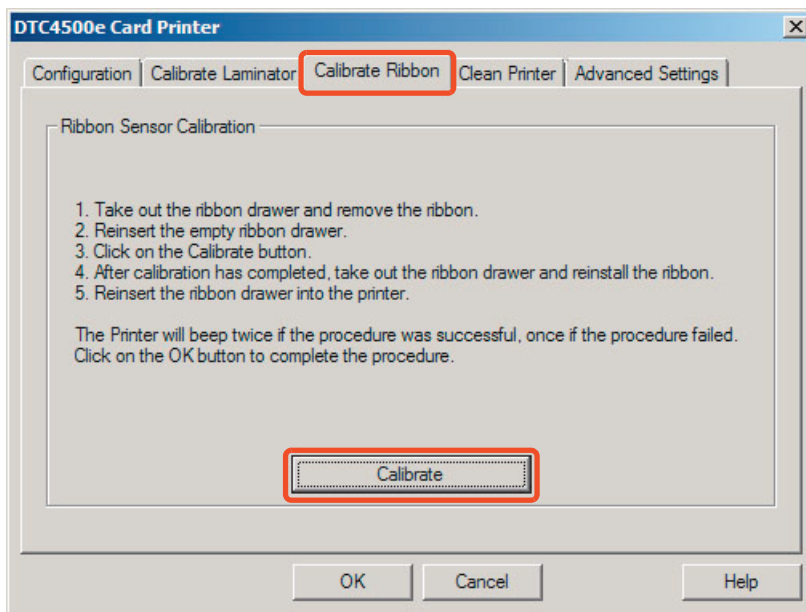 DTC4500e Card Printer
Configuration Calibrate Laminator Calibrate Ribbon Clean Printer Advanced Settings
Ribbon Sensor Calibration
1. Take out the ribbon drawer and remove the ribbon.
2. Reinsert the empty ribbon drawer.
3. Click on the Calibrate button.
4. After calibration has completed, take out the ribbon drawer and reinstall the ribbon.
5. Reinsert the ribbon drawer into the printer.
The Printer will beep twice if the procedure was successful, once if the procedure failed.
Click on the OK button to complete the procedure.
Calibrate
OK Cancel Help